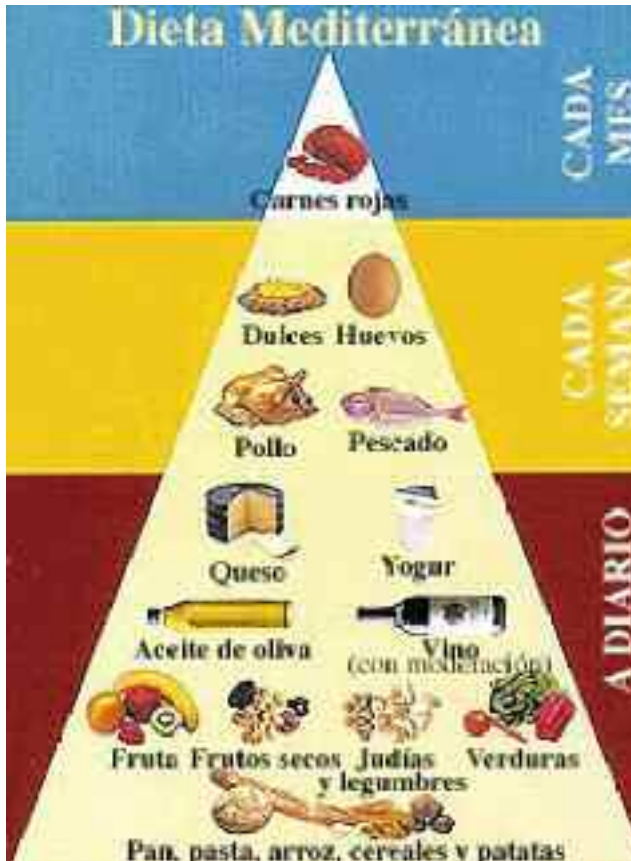 Dieta Mediterránea
CADA
MES
Carnes rojas
CADA
SEMANA
Dulces Huevos
Pollo Pescado
A DIARIO
Queso Yogur
Aceite de oliva Vino
(con moderación)
Fruta Frutos secos Judías Verduras
y legumbres
Pan, pasta, arroz, cereales y patatas